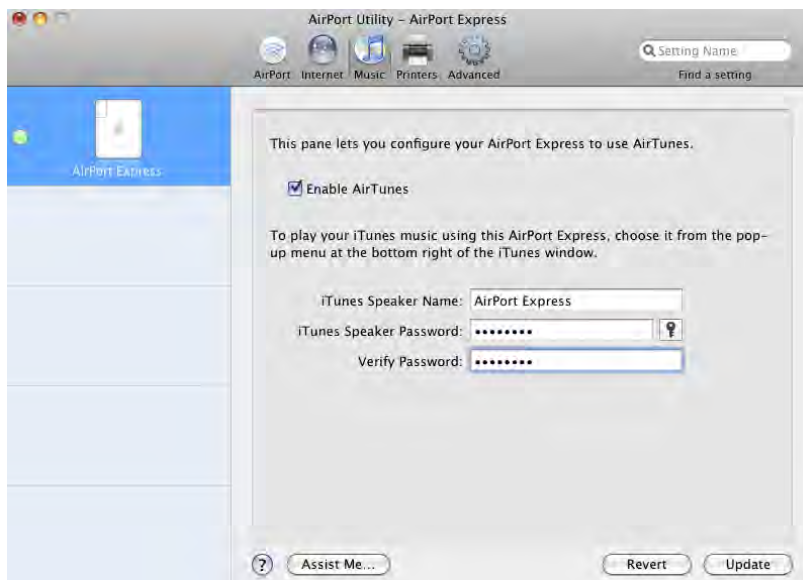 AirPort Utility – AirPort Express
AirPort Internet Music Printers Advanced
Setting Name
Find a setting
AirPort Express
This pane lets you configure your AirPort Express to use AirTunes.
Enable AirTunes
To play your iTunes music using this AirPort Express, choose it from the pop-
up menu at the bottom right of the iTunes window.
iTunes Speaker Name: AirPort Express
iTunes Speaker Password: ••••••••
Verify Password: ••••••••
? Assist Me... Revert Update